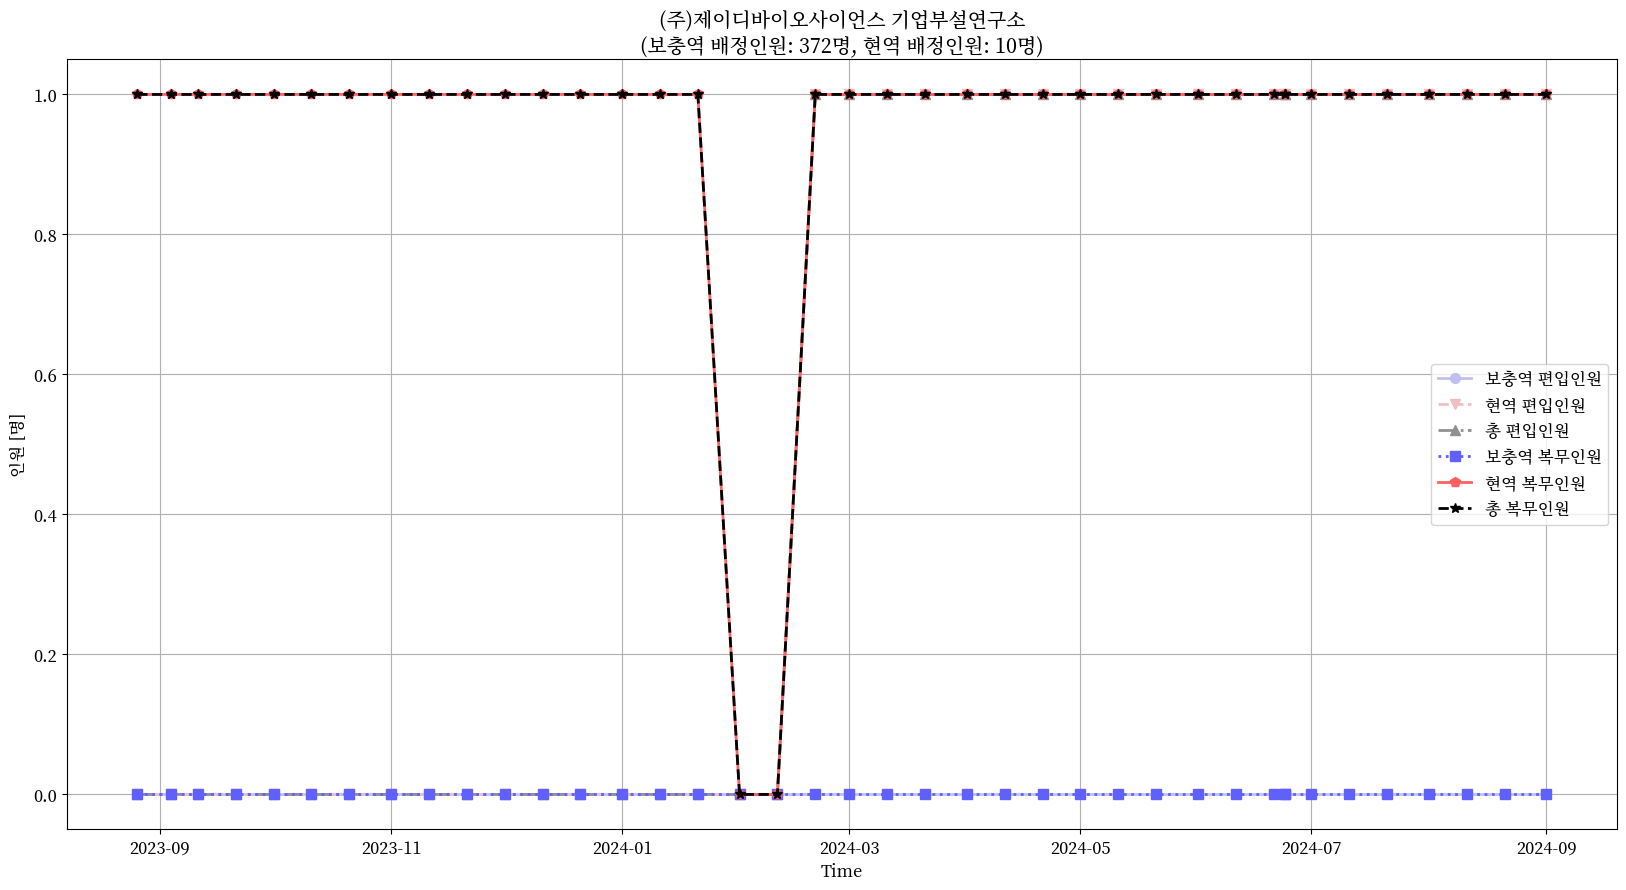 (주)제이디바이오사이언스 기업부설연구소
(보충역 배정인원: 372명, 현역 배정인원: 10명)
인원 [명]
1.0
0.8
0.6
0.4
0.2
0.0
보충역 편입인원
현역 편입인원
총 편입인원
보충역 복무인원
현역 복무인원
총 복무인원
2023-09 2023-11 2024-01 2024-03 2024-05 2024-07 2024-09
Time